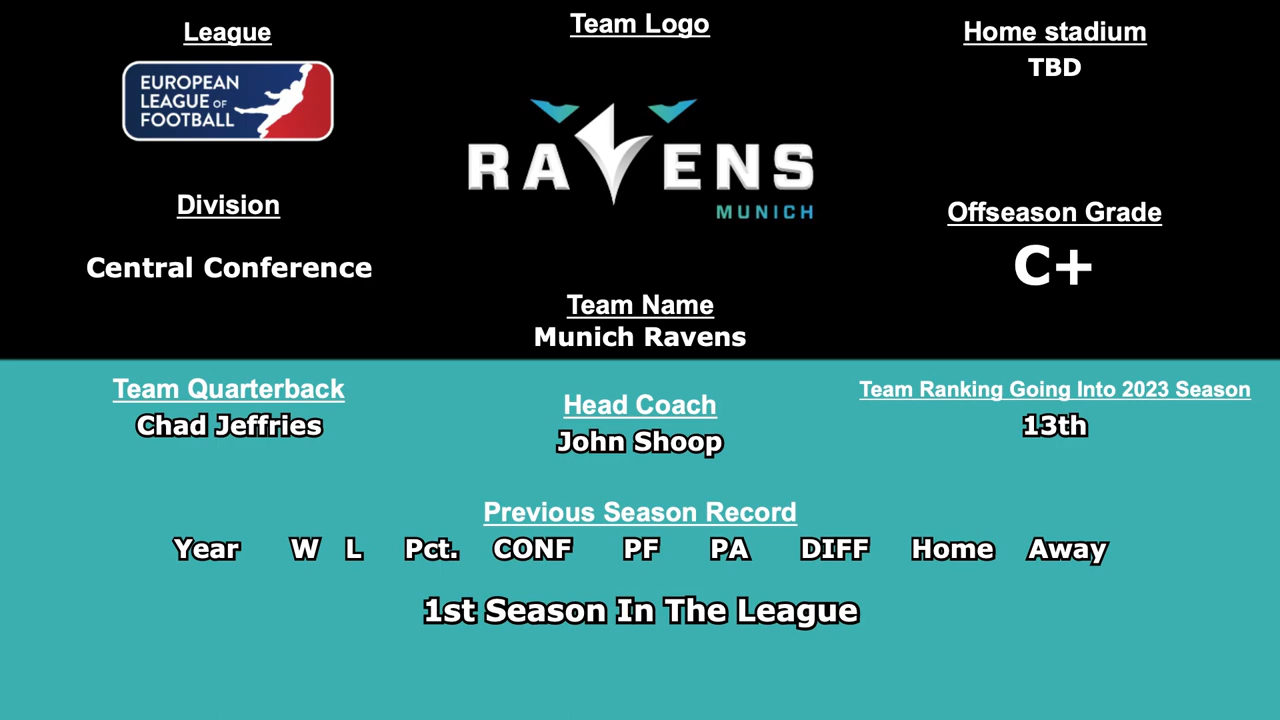 League
EUROPEAN
LEAGUE OF
FOOTBALL
Team Logo
RAVENS
MUNICH
Home stadium
TBD
Division
Central Conference
Offseason Grade
C+
Team Name
Munich Ravens
Team Quarterback
Chad Jeffries
Head Coach
John Shoop
Team Ranking Going Into 2023 Season
13th
Previous Season Record
Year W L Pct. CONF PF PA DIFF Home Away
1st Season In The League